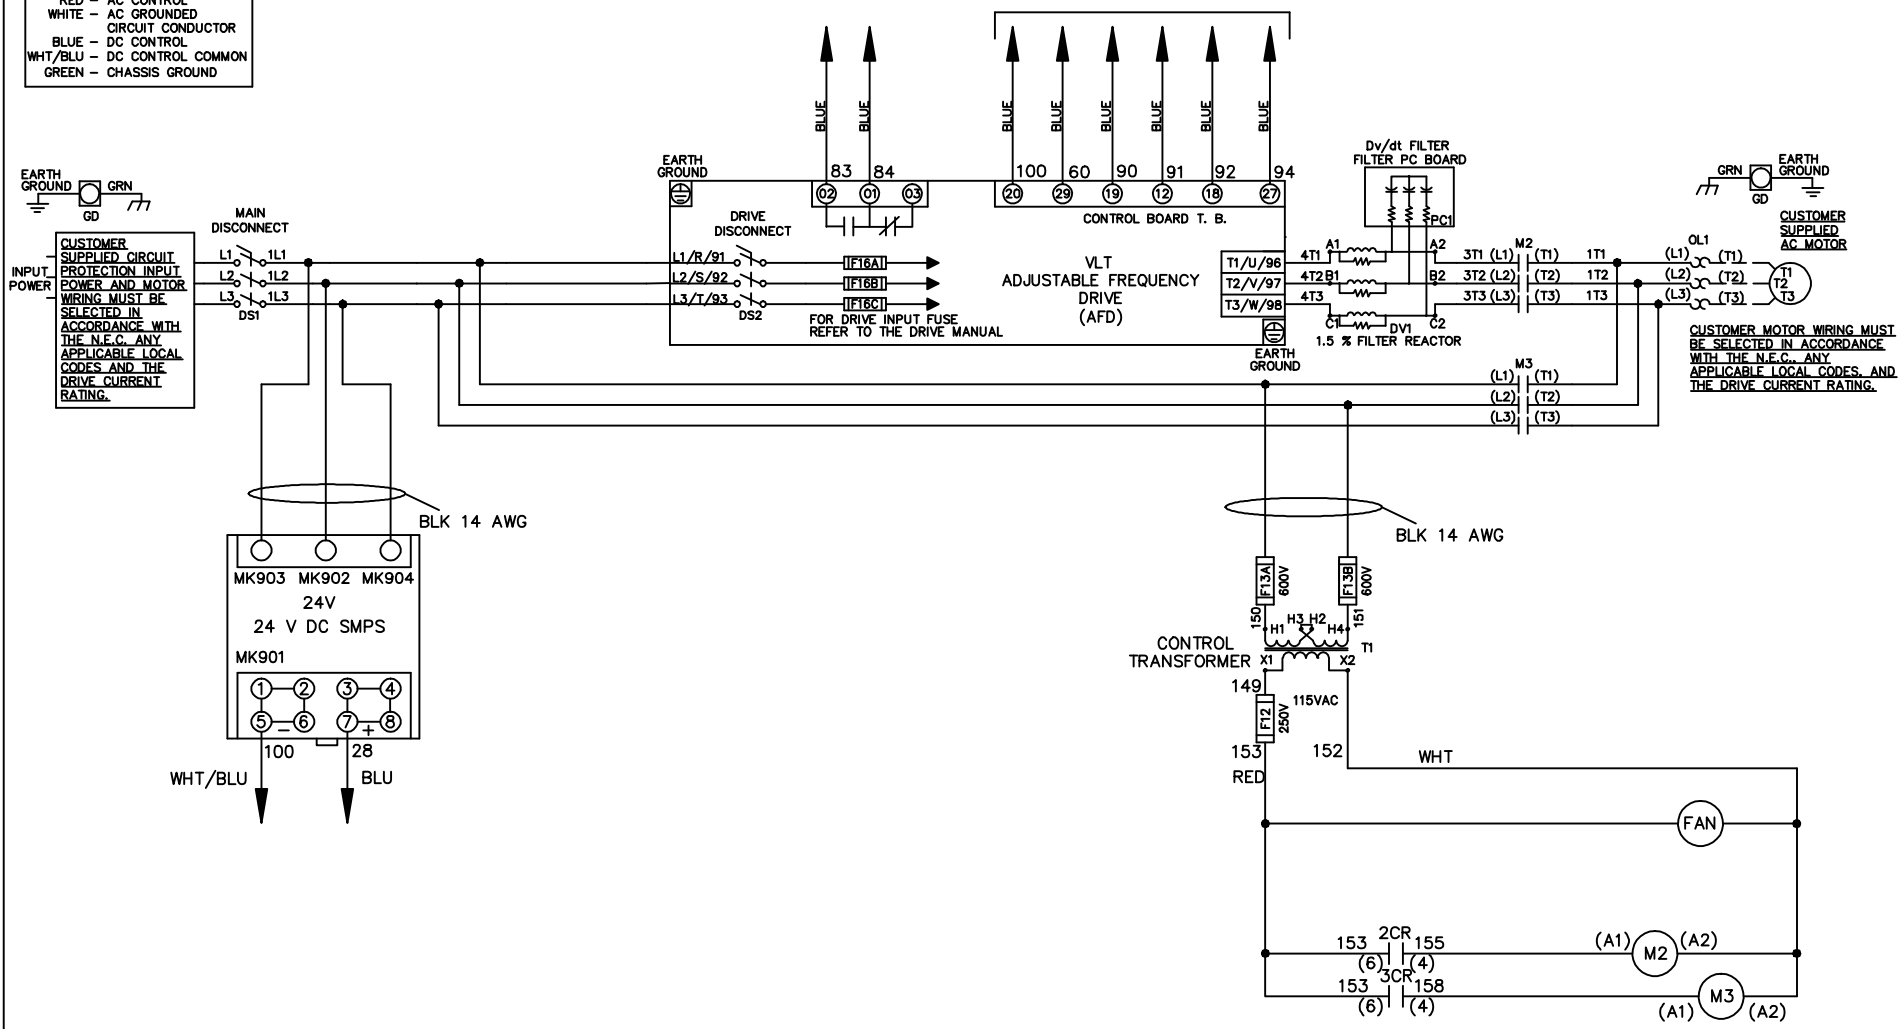 RED – AC CONTROL
WHITE – AC GROUNDED
CIRCUIT CONDUCTOR
BLUE – DC CONTROL
WHT/BLU – DC CONTROL COMMON
GREEN – CHASSIS GROUND
EARTH
GROUND
GRN
GD
INPUT
POWER
CUSTOMER
SUPPLIED CIRCUIT
PROTECTION INPUT
POWER AND MOTOR
WIRING MUST BE
SELECTED IN
ACCORDANCE WITH
THE N.E.C. ANY
APPLICABLE LOCAL
CODES AND THE
DRIVE CURRENT
RATING.
MAIN
DISCONNECT
L1 1L1
L2 1L2
L3 1L3
DS1
BLUE BLUE BLUE BLUE BLUE BLUE BLUE BLUE
EARTH
GROUND
83 84
02 01 03
100 60 90 91 92 94
20 29 19 12 18 27
CONTROL BOARD T. B.
DRIVE
DISCONNECT
L1/R/91
L2/S/92
L3/T/93
DS2
F16A
F16B
F16C
FOR DRIVE INPUT FUSE
REFER TO THE DRIVE MANUAL
VLT
ADJUSTABLE FREQUENCY
DRIVE
(AFD)
T1/U/96
T2/V/97
T3/W/98
EARTH
GROUND
Dv/dt FILTER
FILTER PC BOARD
PC1
4T1 A1 A2
4T2 B1 B2
4T3
C1 C2
DV1
1.5 % FILTER REACTOR
M2
3T1 (L1) (T1) 1T1
3T2 (L2) (T2) 1T2
3T3 (L3) (T3) 1T3
OL1
(L1) (T1)
(L2) (T2)
(L3) (T3)
T1
T2
T3
GRN
EARTH
GROUND
GD
CUSTOMER
SUPPLIED
AC MOTOR
CUSTOMER MOTOR WIRING MUST
BE SELECTED IN ACCORDANCE
WITH THE N.E.C., ANY
APPLICABLE LOCAL CODES, AND
THE DRIVE CURRENT RATING.
M3
(L1) (T1)
(L2) (T2)
(L3) (T3)
BLK 14 AWG
MK903 MK902 MK904
24V
24 V DC SMPS
MK901
1 2 3 4
5 6 7 8
– +
100 28
WHT/BLU BLU
BLK 14 AWG
F13A
600V
F13B
600V
150 151
H1 H3 H2 H4
T1
CONTROL
TRANSFORMER
X1 X2
149
115VAC
F12
250V
153 152
RED
WHT
FAN
2CR
153 155
(6) (4)
(A1) M2 (A2)
3CR
153 158
(6) (4)
(A1) M3 (A2)